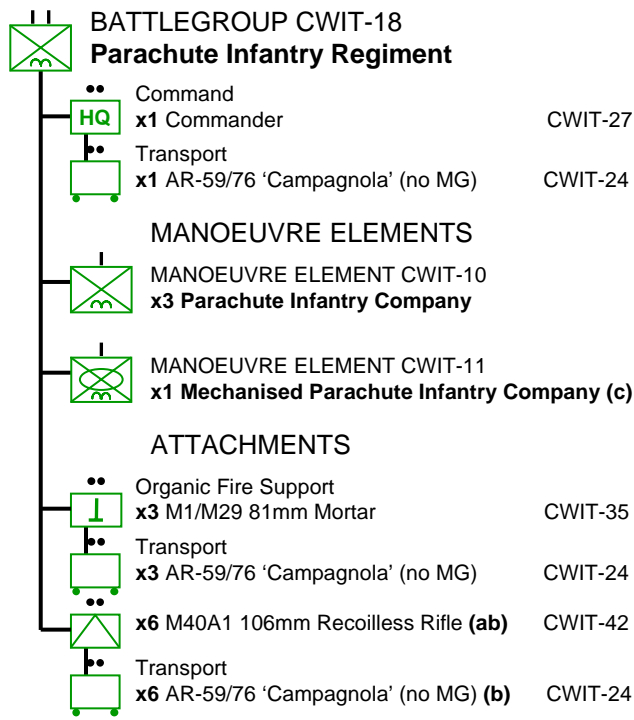 BATTLEGROUP CWIT-18
Parachute Infantry Regiment
Command
HQ x1 Commander CWIT-27
Transport
x1 AR-59/76 ‘Campagnola’ (no MG) CWIT-24
MANOEUVRE ELEMENTS
MANOEUVRE ELEMENT CWIT-10
x3 Parachute Infantry Company
MANOEUVRE ELEMENT CWIT-11
x1 Mechanised Parachute Infantry Company (c)
ATTACHMENTS
Organic Fire Support
x3 M1/M29 81mm Mortar CWIT-35
Transport
x3 AR-59/76 ‘Campagnola’ (no MG) CWIT-24
x6 M40A1 106mm Recoilless Rifle (ab) CWIT-42
Transport
x6 AR-59/76 ‘Campagnola’ (no MG) (b) CWIT-24